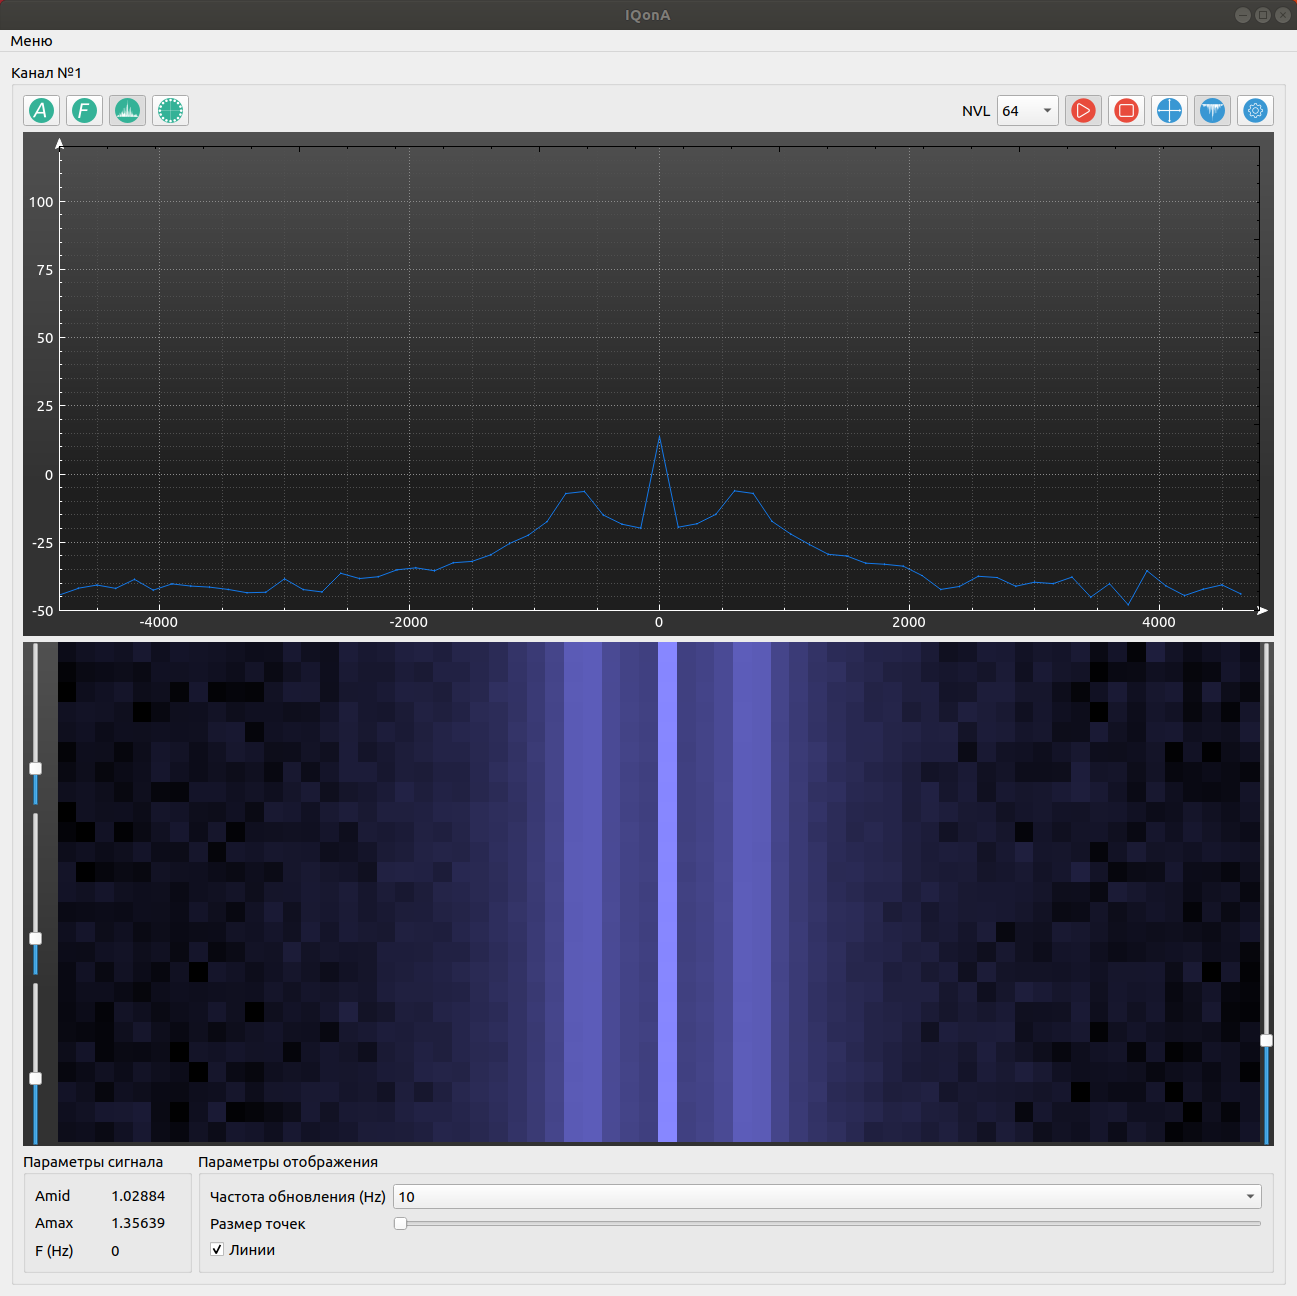 IQonA
Меню
Канал №1
A F NVL 64
100
75
50
25
0
-25
-50
-4000 -2000 0 2000 4000
Параметры сигнала Параметры отображения
Amid 1.02884 Частота обновления (Hz) 10
Amax 1.35639 Размер точек
F (Hz) 0 Линии